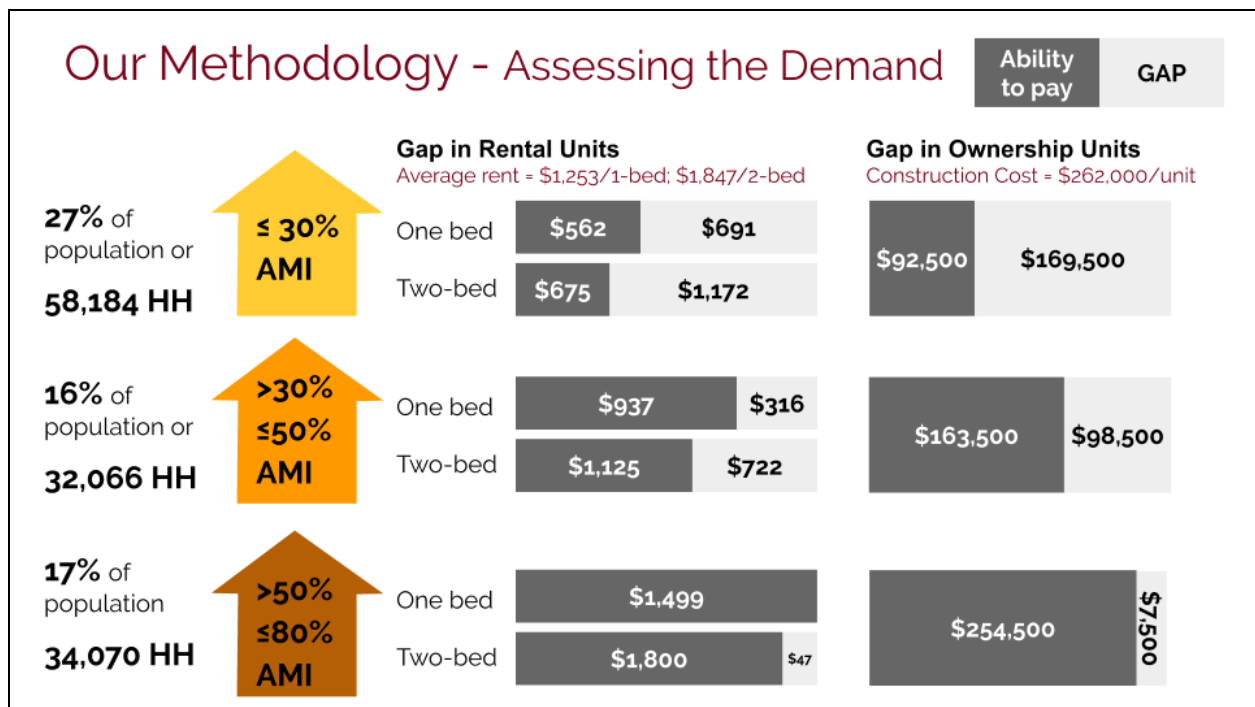 Our Methodology - Assessing the Demand
Ability
to pay
GAP
Gap in Rental Units
Average rent = $1,253/1-bed; $1,847/2-bed
Gap in Ownership Units
Construction Cost = $262,000/unit
27% of
population or
58,184 HH
≤ 30%
AMI
One bed
$562
$691
Two-bed
$675
$1,172
$92,500
$169,500
16% of
population or
32,066 HH
>30%
≤50%
AMI
One bed
$937
$316
Two-bed
$1,125
$722
$163,500
$98,500
17% of
population
34,070 HH
>50%
≤80%
AMI
One bed
$1,499
Two-bed
$1,800
$47
$254,500
$7,500